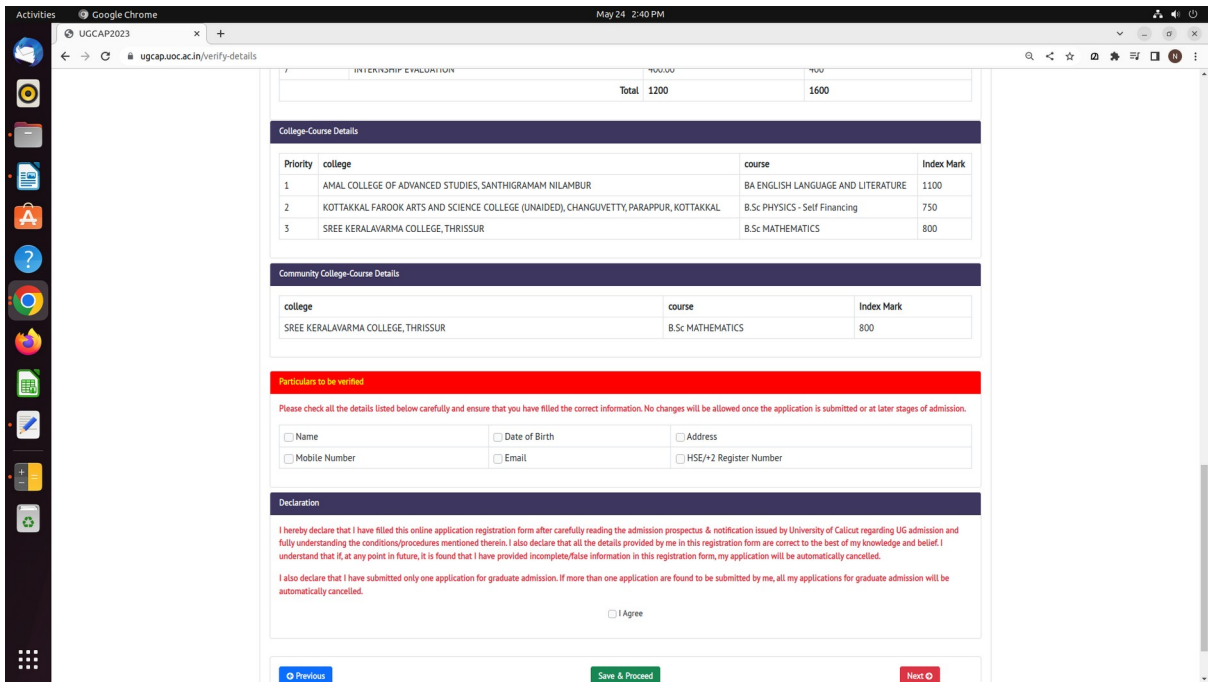 Activities Google Chrome May 24 2:40 PM
UGCAP2023
ugcap.uoc.ac.in/verify-details
N
7 INTERNSHIP EVALUATION 400.00 400
Total 1200 1600
College-Course Details
Priority college course Index Mark
1 AMAL COLLEGE OF ADVANCED STUDIES, SANTHIGRAMAM NILAMBUR BA ENGLISH LANGUAGE AND LITERATURE 1100
2 KOTTAKKAL FAROOK ARTS AND SCIENCE COLLEGE (UNAIDED), CHANGUVETTY, PARAPPUR, KOTTAKKAL B.Sc PHYSICS - Self Financing 750
3 SREE KERALAVARMA COLLEGE, THRISSUR B.Sc MATHEMATICS 800
Community College-Course Details
college course Index Mark
SREE KERALAVARMA COLLEGE, THRISSUR B.Sc MATHEMATICS 800
Particulars to be verified
Please check all the details listed below carefully and ensure that you have filled the correct information. No changes will be allowed once the application is submitted or at later stages of admission.
Name Date of Birth Address
Mobile Number Email HSE/+2 Register Number
Declaration
I hereby declare that I have filled this online application registration form after carefully reading the admission prospectus & notification issued by University of Calicut regarding UG admission and
fully understanding the conditions/procedures mentioned therein. I also declare that all the details provided by me in this registration form are correct to the best of my knowledge and belief. I
understand that if, at any point in future, it is found that I have provided incomplete/false information in this registration form, my application will be automatically cancelled.
I also declare that I have submitted only one application for graduate admission. If more than one application are found to be submitted by me, all my applications for graduate admission will be
automatically cancelled.
I Agree
Previous Save & Proceed Next